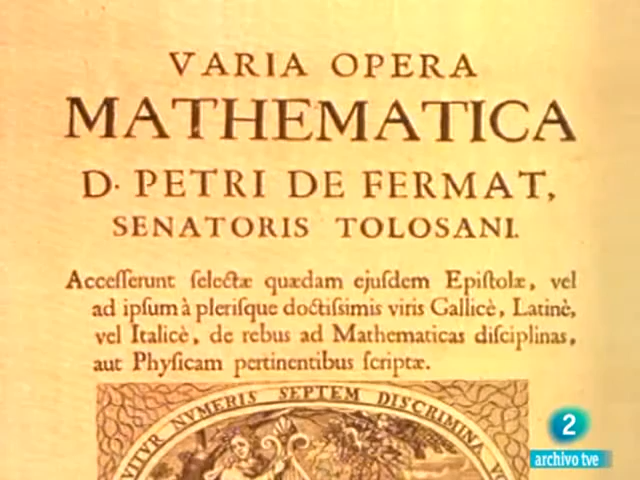 VARIA OPERA
MATHEMATICA
D. PETRI DE FERMAT,
SENATORIS TOLOSANI.
Accesserunt selectæ quædam ejusdem Epistolæ, vel
ad ipsum à plerisque doctissimis viris Gallicè, Latinè,
vel Italicè, de rebus ad Mathematicas disciplinas,
aut Physicam pertinentibus scriptæ.
NVMERIS SEPTEM DISCRIMINA
2
archivo tve